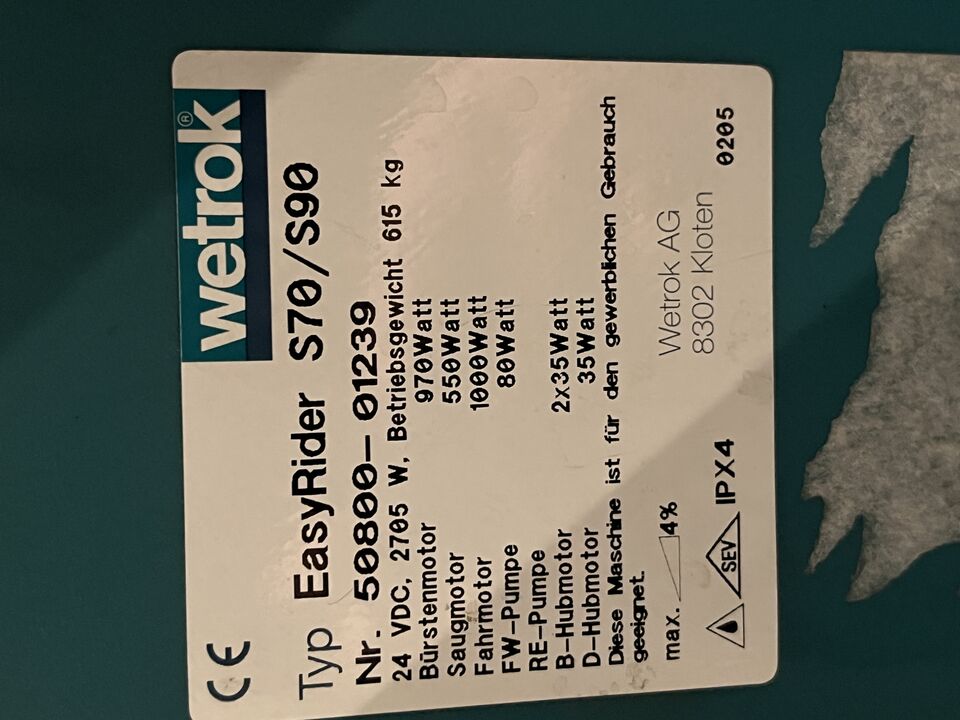 wetrok®
CE
Typ EasyRider S70/S90
Nr. 50800-01239
24 VDC, 2705 W, Betriebsgewicht 615 kg
Bürstenmotor 970Watt
Saugmotor 550Watt
Fahrmotor 1000Watt
FW-Pumpe 80Watt
RE-Pumpe
B-Hubmotor 2x35Watt
D-Hubmotor 35Watt
Diese Maschine ist für den gewerblichen Gebrauch
geeignet.
max. 4%
Wetrok AG
8302 Kloten
SEV IPX4
0205